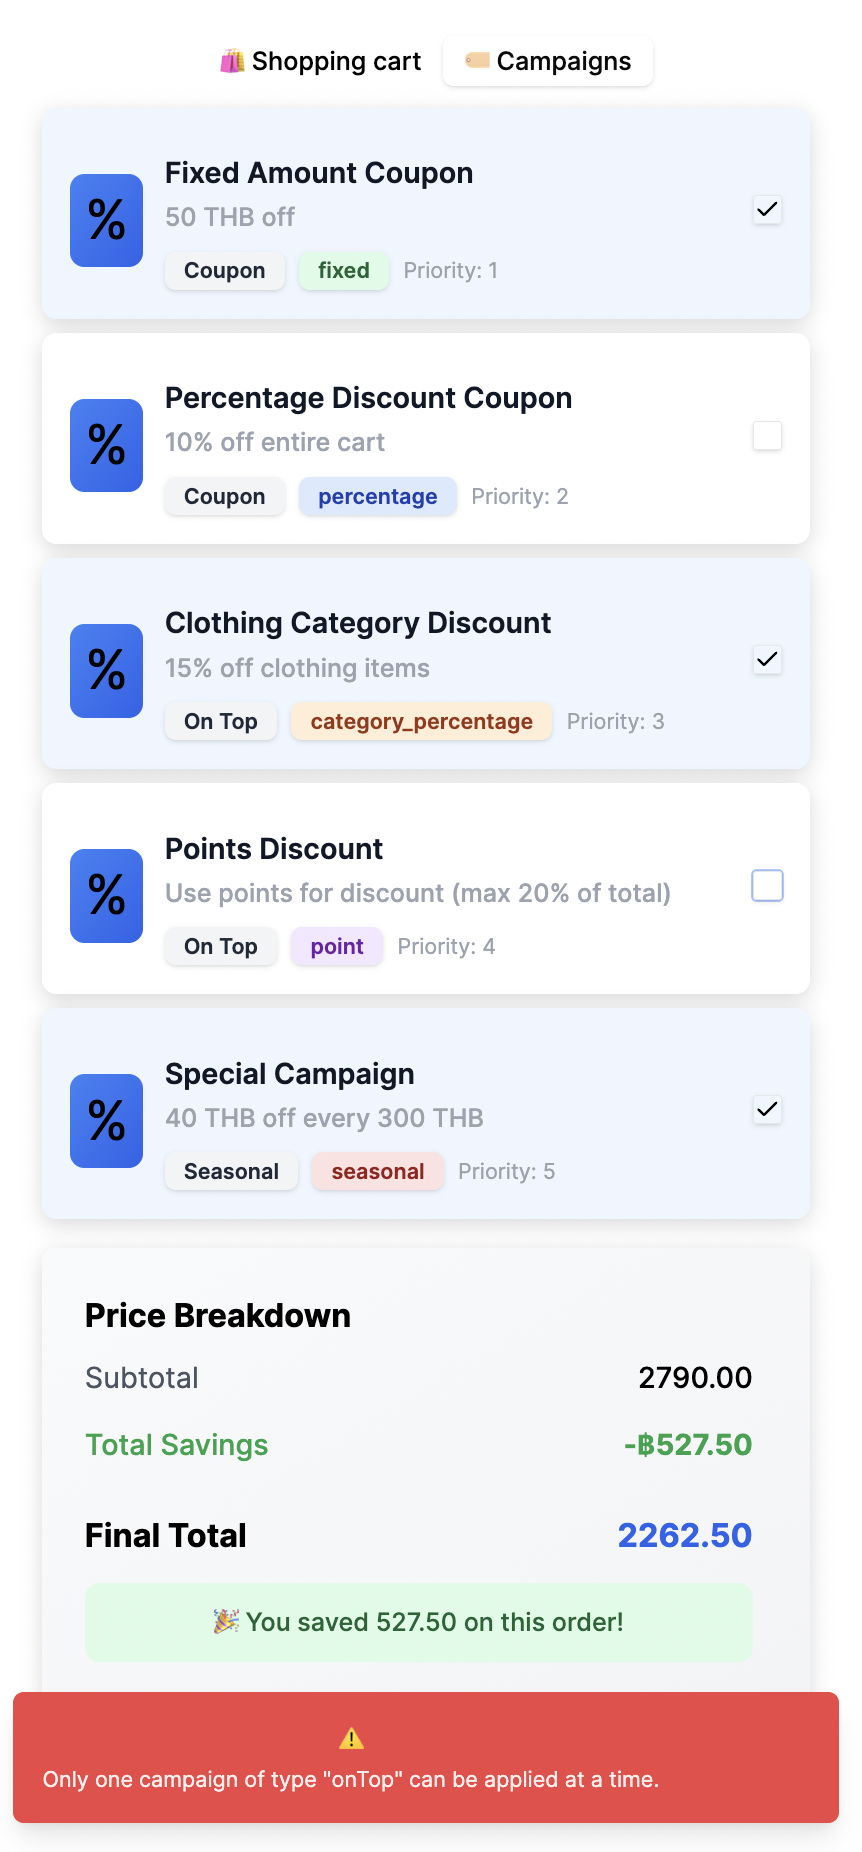 🛍️ Shopping cart 🏷️ Campaigns
%
Fixed Amount Coupon
50 THB off
Coupon fixed Priority: 1
%
Percentage Discount Coupon
10% off entire cart
Coupon percentage Priority: 2
%
Clothing Category Discount
15% off clothing items
On Top category_percentage Priority: 3
%
Points Discount
Use points for discount (max 20% of total)
On Top point Priority: 4
%
Special Campaign
40 THB off every 300 THB
Seasonal seasonal Priority: 5
Price Breakdown
Subtotal 2790.00
Total Savings -฿527.50
Final Total 2262.50
🎉 You saved 527.50 on this order!
⚠️
Only one campaign of type "onTop" can be applied at a time.